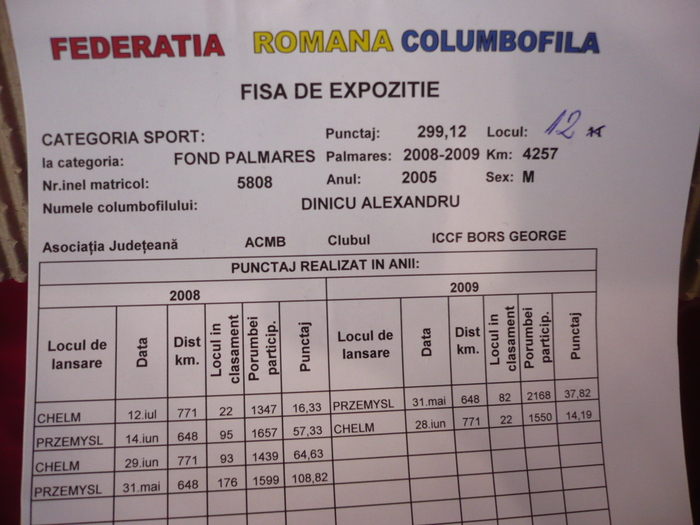 FEDERATIA ROMANA COLUMBOFILA
FISA DE EXPOZITIE
CATEGORIA SPORT: Punctaj: 299,12 Locul: 12
la categoria: FOND PALMARES Palmares: 2008-2009 Km: 4257
Nr.inel matricol: 5808 Anul: 2005 Sex: M
Numele columbofilului: DINICU ALEXANDRU
Asociația Județeană ACMB Clubul ICCF BORS GEORGE
PUNCTAJ REALIZAT IN ANII:
2008 2009
Locul de lansare Data Dist km. Locul in clasament Porumbei particip. Punctaj Locul de lansare Data Dist km. Locul in clasament Porumbei particip. Punctaj
CHELM 12.iul 771 22 1347 16,33 PRZEMYSL 31.mai 648 82 2168 37,82
PRZEMYSL 14.iun 648 95 1657 57,33 CHELM 28.iun 771 22 1550 14,19
CHELM 29.iun 771 93 1439 64,63
PRZEMYSL 31.mai 648 176 1599 108,82